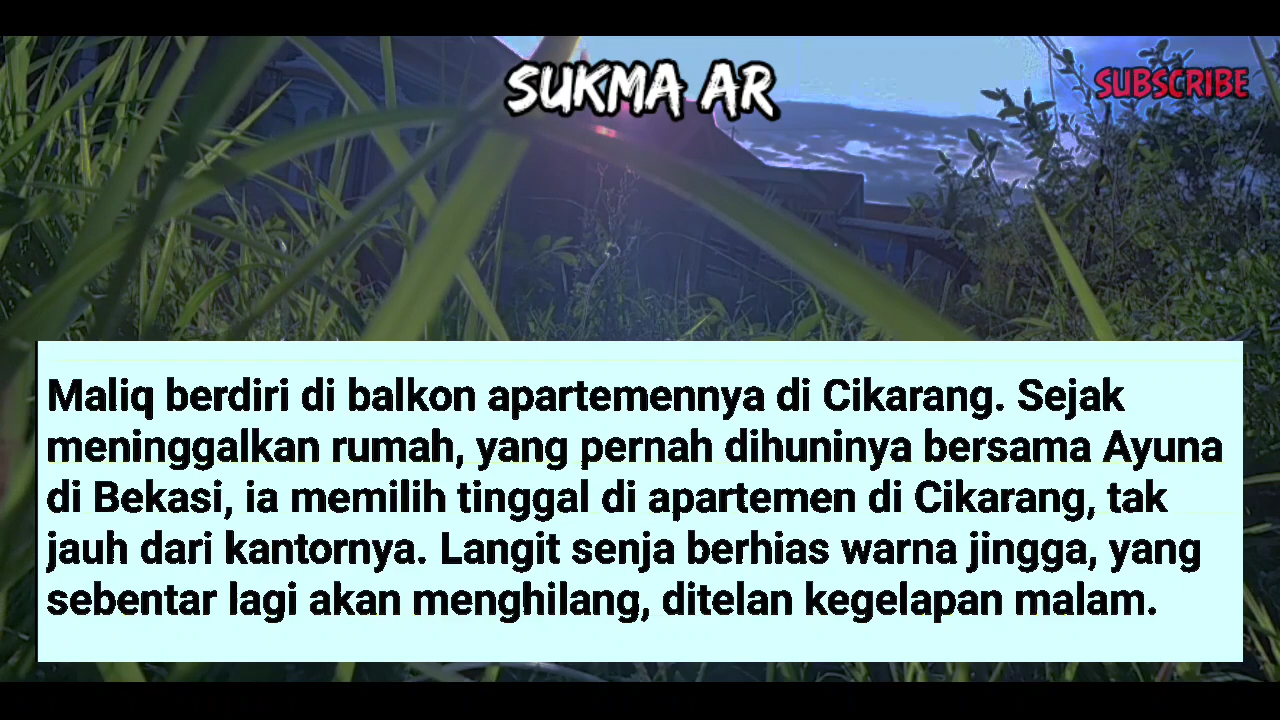 SUKMA AR
SUBSCRIBE
Maliq berdiri di balkon apartemennya di Cikarang. Sejak
meninggalkan rumah, yang pernah dihuninya bersama Ayuna
di Bekasi, ia memilih tinggal di apartemen di Cikarang, tak
jauh dari kantornya. Langit senja berhias warna jingga, yang
sebentar lagi akan menghilang, ditelan kegelapan malam.